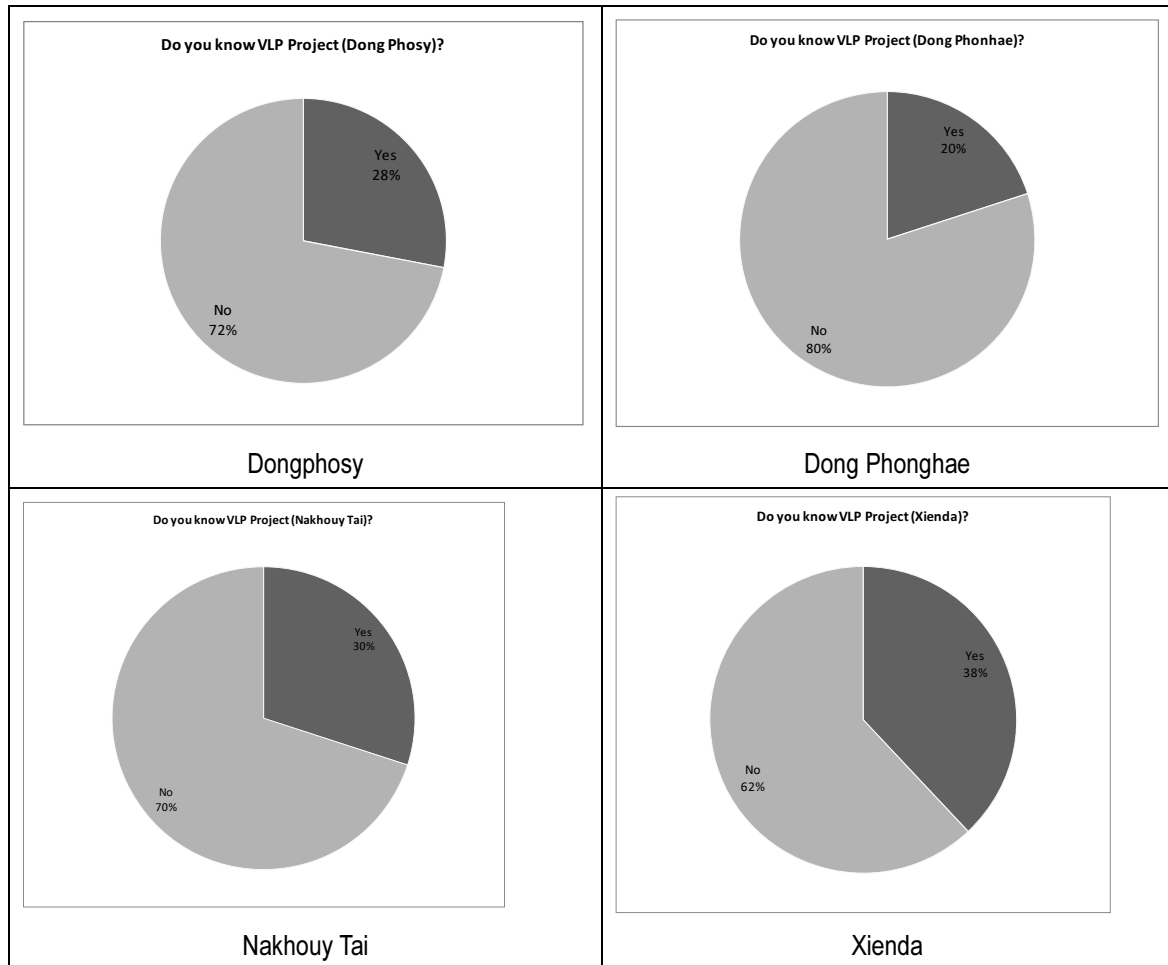 Do you know VLP Project (Dong Phosy)?
Yes
28%
No
72%
Dongphosy
Do you know VLP Project (Dong Phonhae)?
Yes
20%
No
80%
Dong Phonghae
Do you know VLP Project (Nakhouy Tai)?
Yes
30%
No
70%
Nakhouy Tai
Do you know VLP Project (Xienda)?
Yes
38%
No
62%
Xienda